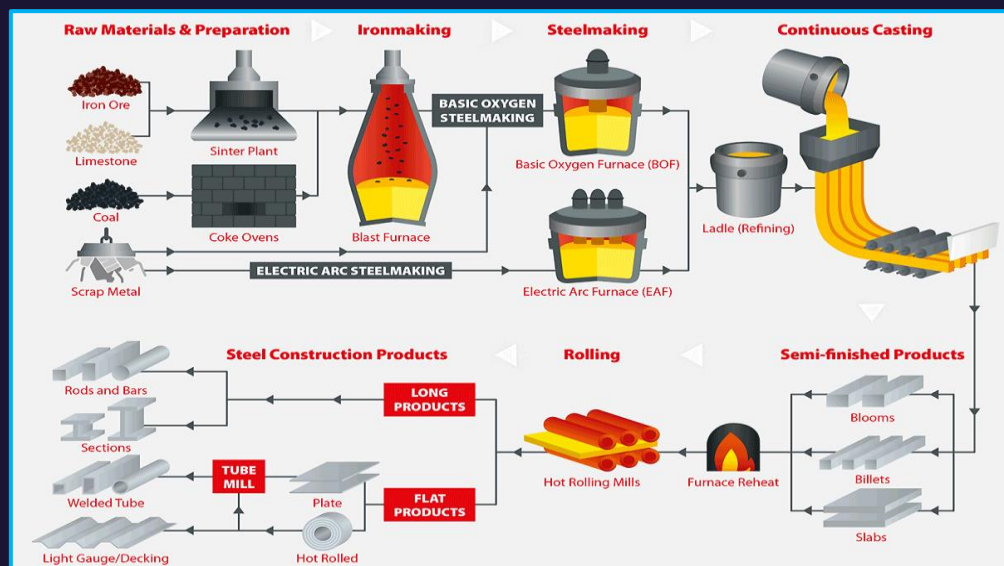 Raw Materials & Preparation
Ironmaking
Steelmaking
Continuous Casting
Iron Ore
Limestone
Coal
Scrap Metal
Sinter Plant
Coke Ovens
Blast Furnace
BASIC OXYGEN
STEELMAKING
ELECTRIC ARC STEELMAKING
Basic Oxygen Furnace (BOF)
Electric Arc Furnace (EAF)
Ladle (Refining)
Steel Construction Products
Rolling
Semi-finished Products
Rods and Bars
Sections
Welded Tube
Light Gauge/Decking
TUBE
MILL
Plate
Hot Rolled
LONG
PRODUCTS
FLAT
PRODUCTS
Hot Rolling Mills
Furnace Reheat
Blooms
Billets
Slabs